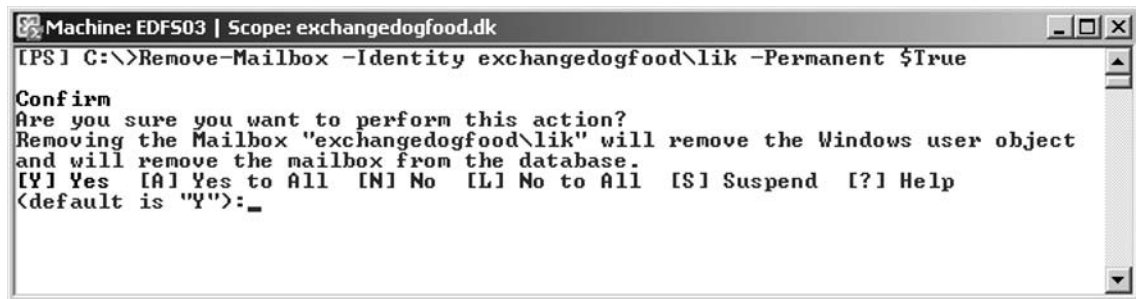 Machine: EDFS03 | Scope: exchangedogfood.dk
[PS] C:\>Remove-Mailbox -Identity exchangedogfood\lik -Permanent $True
Confirm
Are you sure you want to perform this action?
Removing the Mailbox "exchangedogfood\lik" will remove the Windows user object
and will remove the mailbox from the database.
[Y] Yes  [A] Yes to All  [N] No  [L] No to All  [S] Suspend  [?] Help
(default is "Y"):_